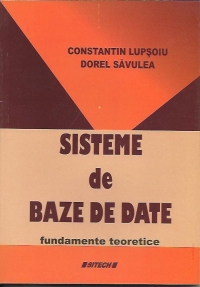 CONSTANTIN LUPȘOIU
DOREL SĂVULEA
SISTEME
de
BAZE DE DATE
fundamente teoretice
SITECH